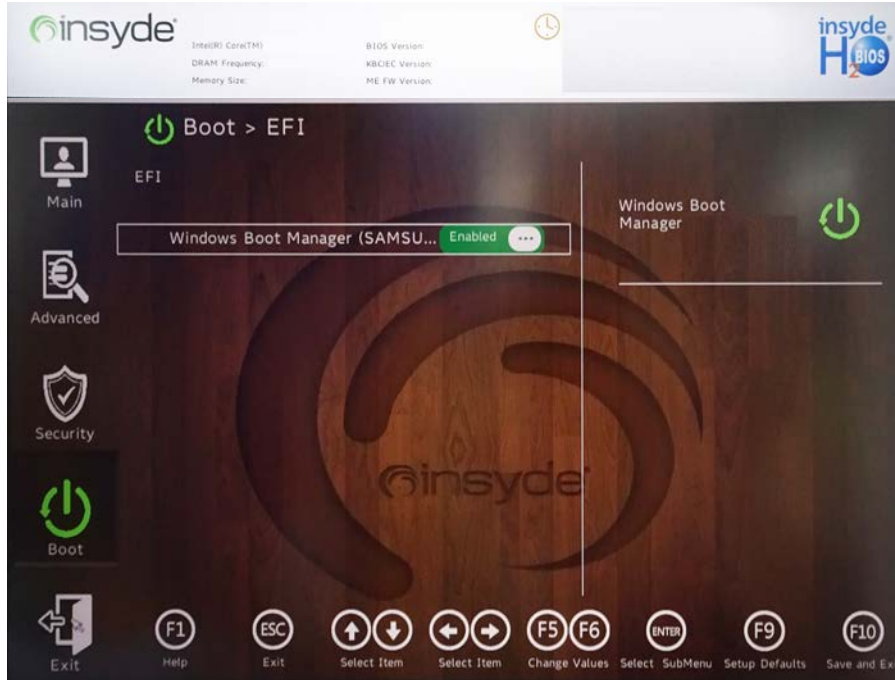 insyde
Intel(R) Core(TM)
DRAM Frequency:
Memory Size:
BIOS Version:
KBC/EC Version:
ME FW Version:
insyde
H2O
BIOS
Boot > EFI
EFI
Windows Boot Manager (SAMSU... Enabled ...
Windows Boot
Manager
Main
Advanced
Security
Boot
Exit
insyde
F1
Help
ESC
Exit
Select Item
Select Item
F5 F6
Change Values
ENTER
Select SubMenu
F9
Setup Defaults
F10
Save and Ex